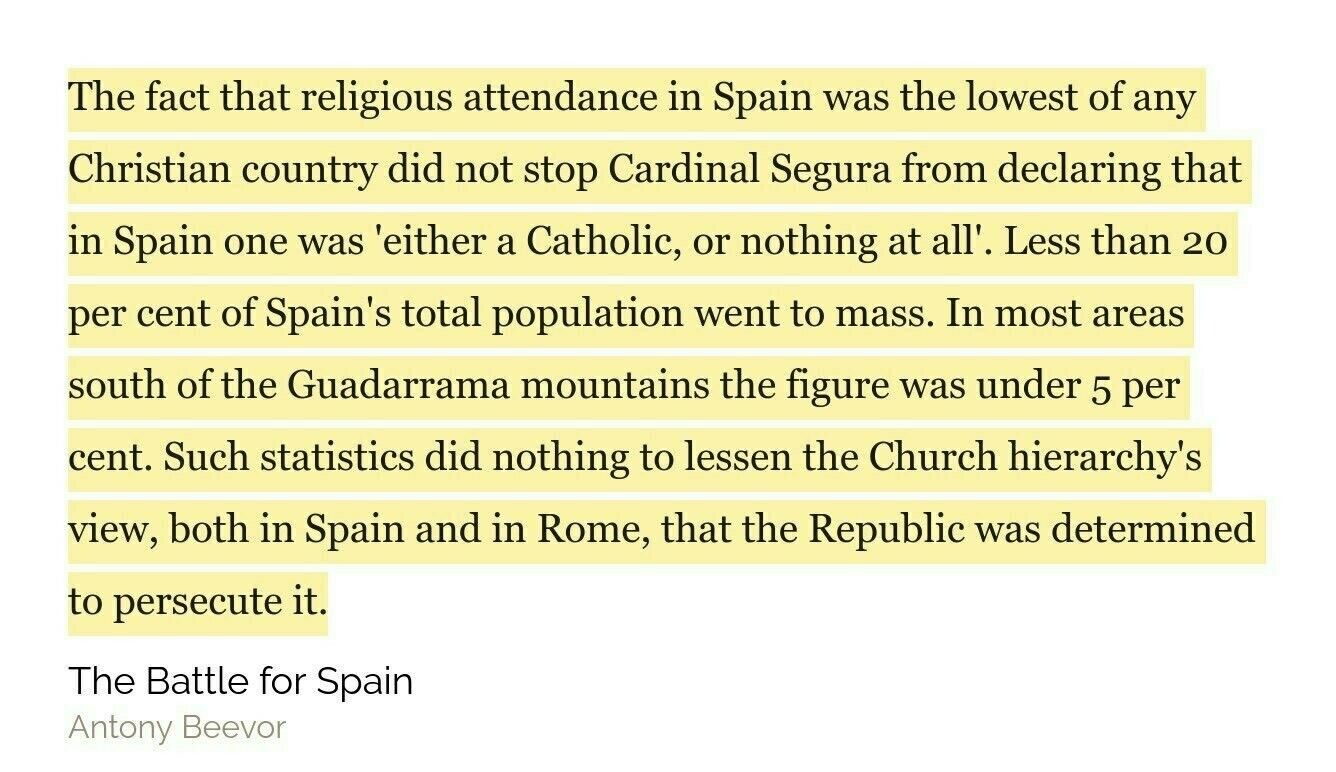 The fact that religious attendance in Spain was the lowest of any
Christian country did not stop Cardinal Segura from declaring that
in Spain one was 'either a Catholic, or nothing at all'. Less than 20
per cent of Spain's total population went to mass. In most areas
south of the Guadarrama mountains the figure was under 5 per
cent. Such statistics did nothing to lessen the Church hierarchy's
view, both in Spain and in Rome, that the Republic was determined
to persecute it.
The Battle for Spain
Antony Beevor